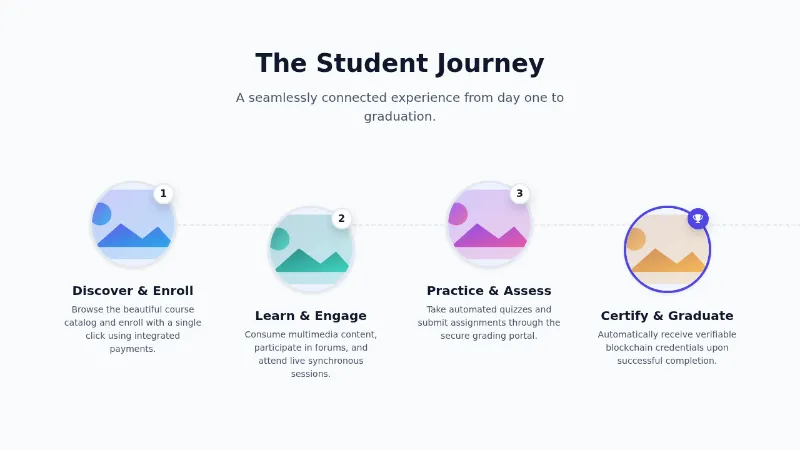 The Student Journey
A seamlessly connected experience from day one to
graduation.
1
Discover & Enroll
Browse the beautiful course
catalog and enroll with a single
click using integrated
payments.
2
Learn & Engage
Consume multimedia content,
participate in forums, and
attend live synchronous
sessions.
3
Practice & Assess
Take automated quizzes and
submit assignments through the
secure grading portal.
Certify & Graduate
Automatically receive verifiable
blockchain credentials upon
successful completion.